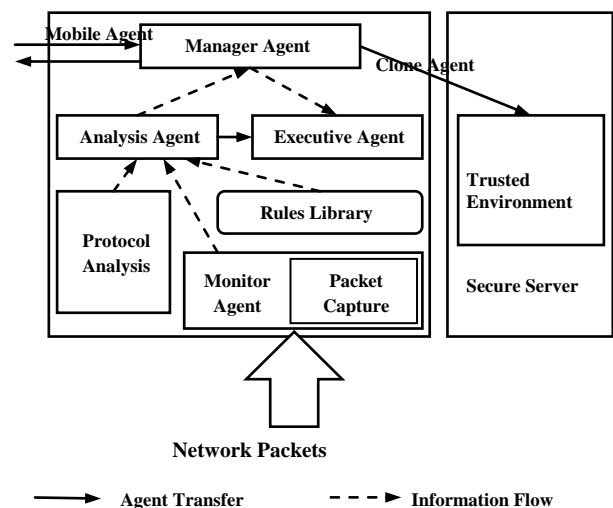 Mobile Agent
Manager Agent
Clone Agent
Analysis Agent
Executive Agent
Trusted
Environment
Rules Library
Protocol
Analysis
Monitor
Agent
Packet
Capture
Secure Server
Network Packets
Agent Transfer
Information Flow